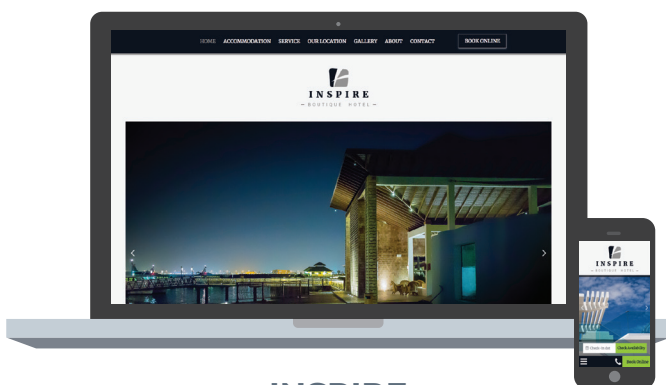 HOME ACCOMMODATION SERVICE OUR LOCATION GALLERY ABOUT CONTACT BOOK ONLINE
INSPIRE
– BOUTIQUE HOTEL –
INSPIRE
– BOUTIQUE HOTEL –
Check availability
Book Online
INSPIRE